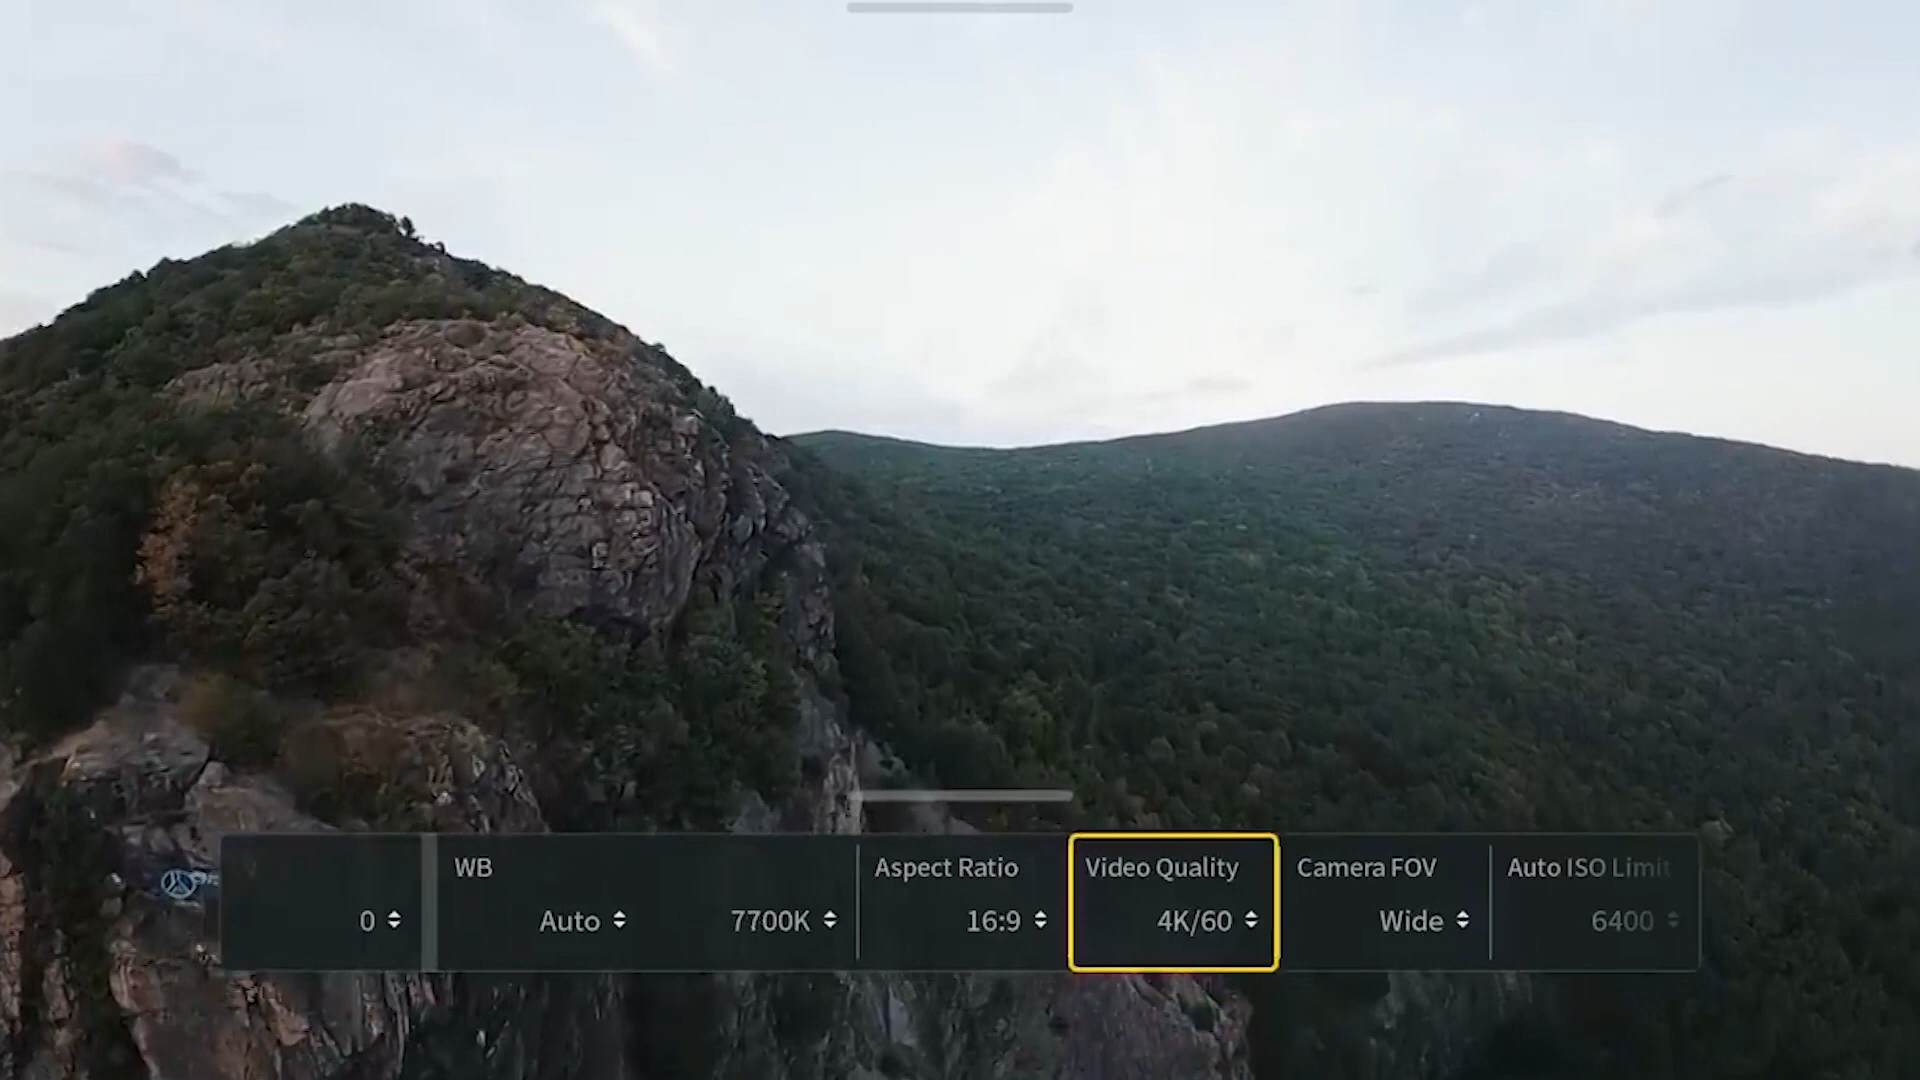 WB
Auto
7700K
Aspect Ratio
16:9
Video Quality
4K/60
Camera FOV
Wide
Auto ISO Limit
6400
0